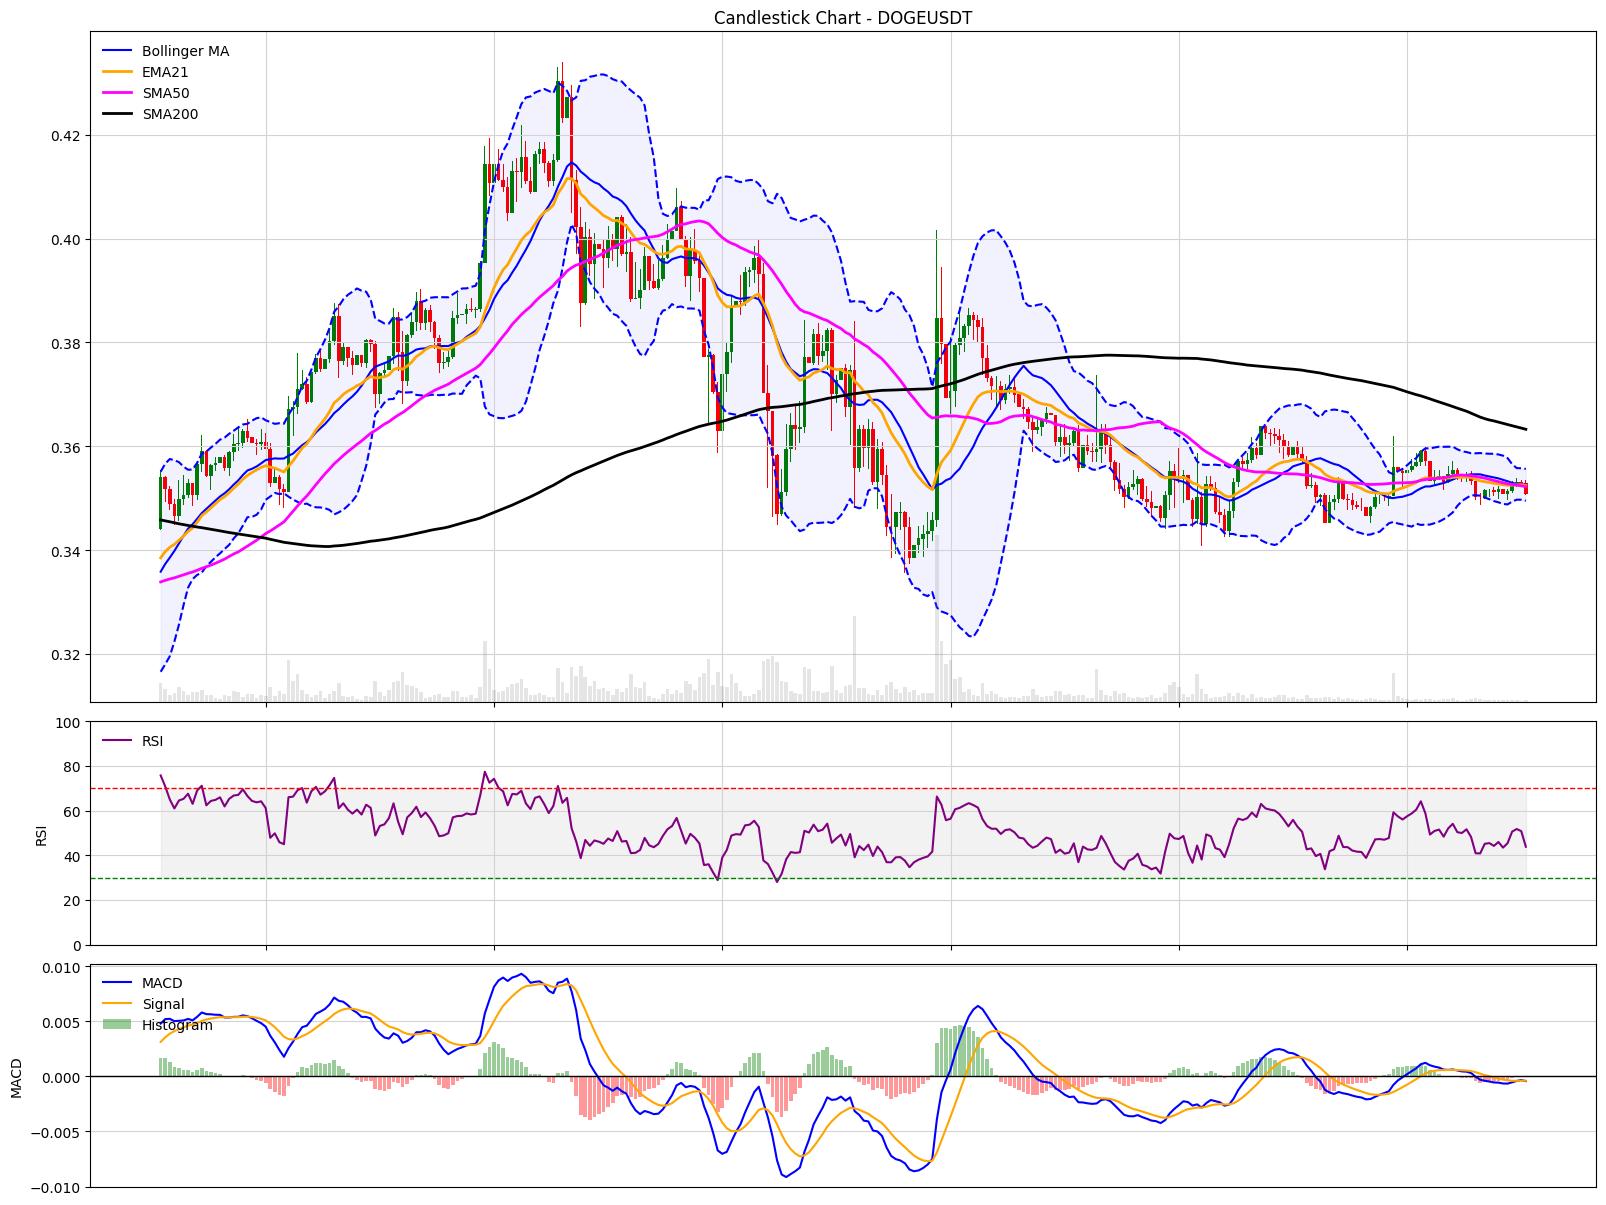 Candlestick Chart - DOGEUSDT
Bollinger MA
EMA21
SMA50
SMA200
0.42
0.40
0.38
0.36
0.34
0.32
100
80
60
40
20
0
RSI
RSI
0.010
0.005
0.000
−0.005
−0.010
MACD
MACD
Signal
Histogram